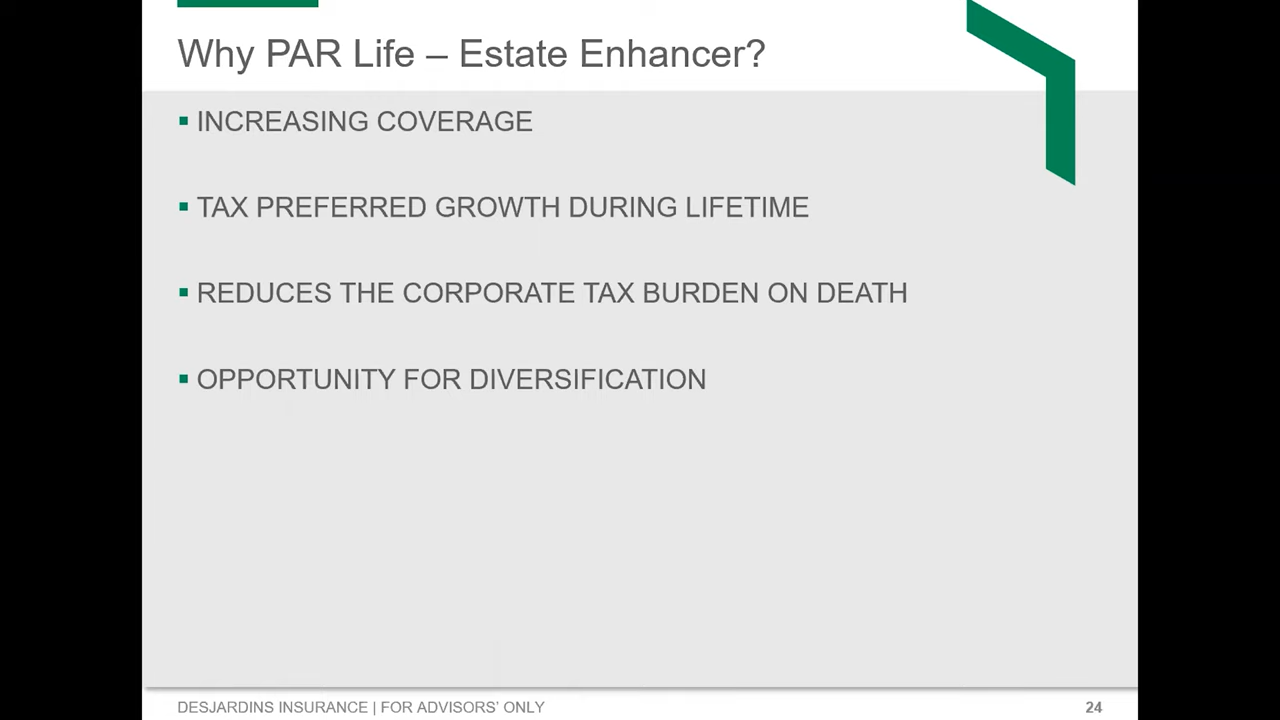 Why PAR Life – Estate Enhancer?
▪ INCREASING COVERAGE
▪ TAX PREFERRED GROWTH DURING LIFETIME
▪ REDUCES THE CORPORATE TAX BURDEN ON DEATH
▪ OPPORTUNITY FOR DIVERSIFICATION
DESJARDINS INSURANCE | FOR ADVISORS’ ONLY
24